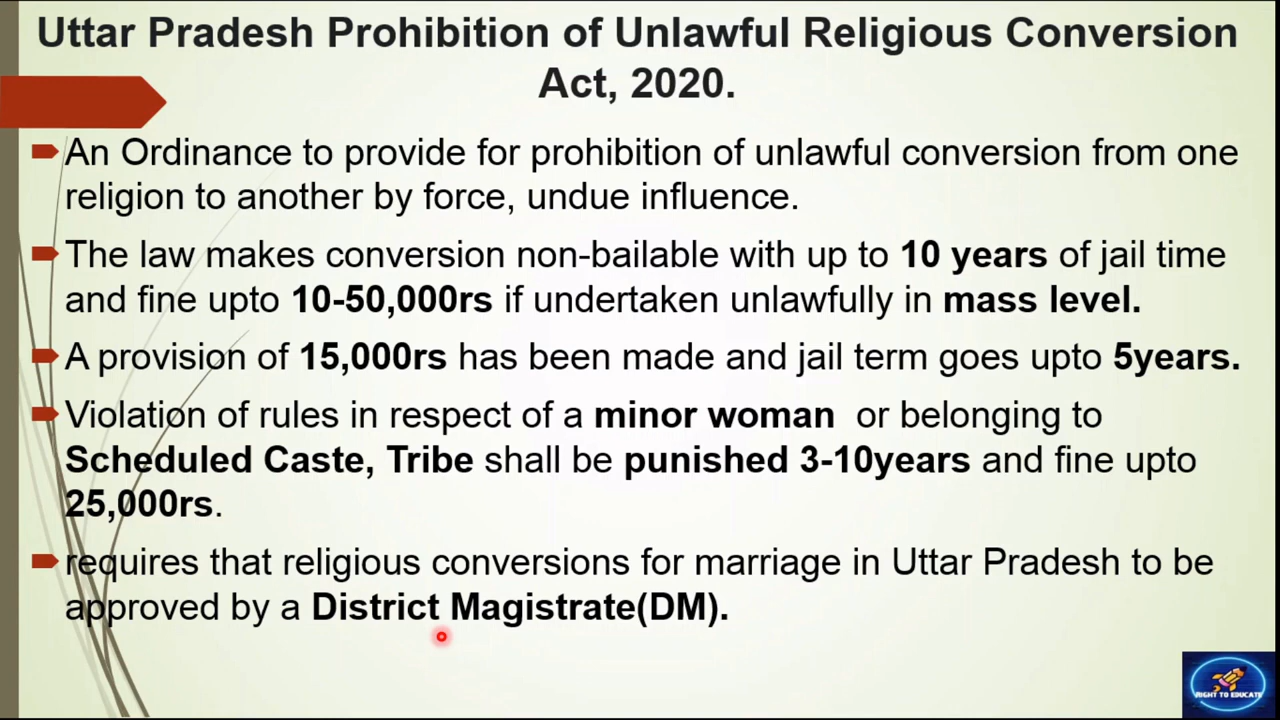 Uttar Pradesh Prohibition of Unlawful Religious Conversion
Act, 2020.
An Ordinance to provide for prohibition of unlawful conversion from one
religion to another by force, undue influence.
The law makes conversion non-bailable with up to 10 years of jail time
and fine upto 10-50,000rs if undertaken unlawfully in mass level.
A provision of 15,000rs has been made and jail term goes upto 5years.
Violation of rules in respect of a minor woman or belonging to
Scheduled Caste, Tribe shall be punished 3-10years and fine upto
25,000rs.
requires that religious conversions for marriage in Uttar Pradesh to be
approved by a District Magistrate(DM).
RIGHT TO EDUCATE